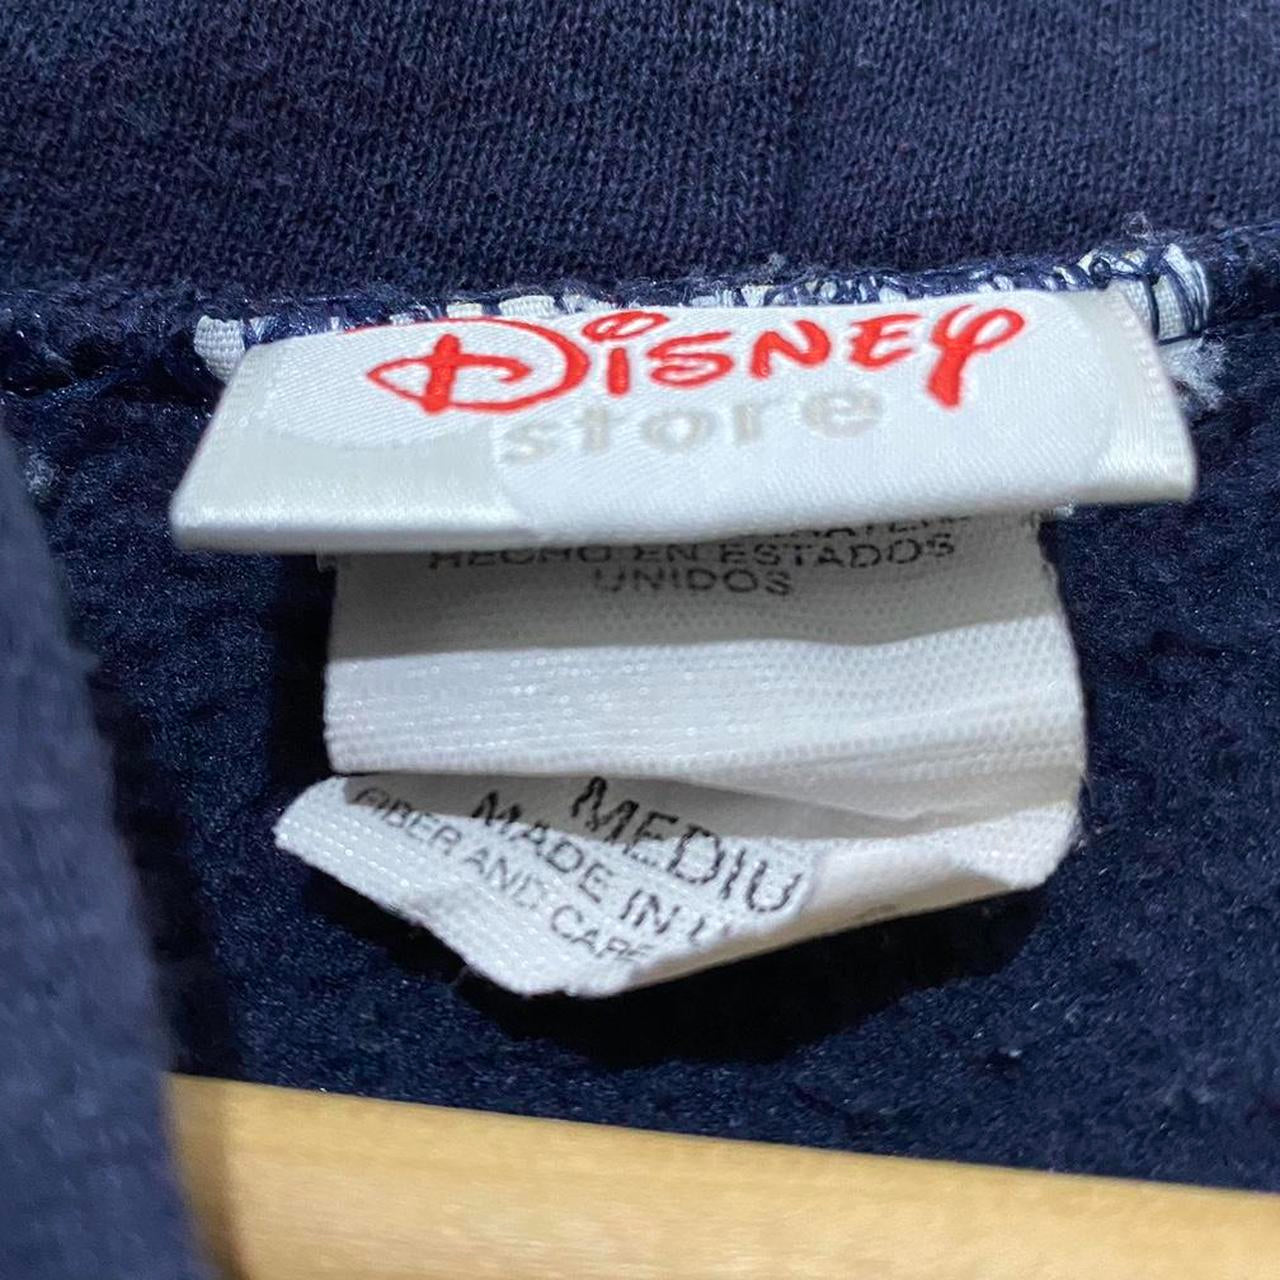 Disney
store
HECHO EN ESTADOS
UNIDOS
MEDIU
MADE IN U
FIBER AND CARE